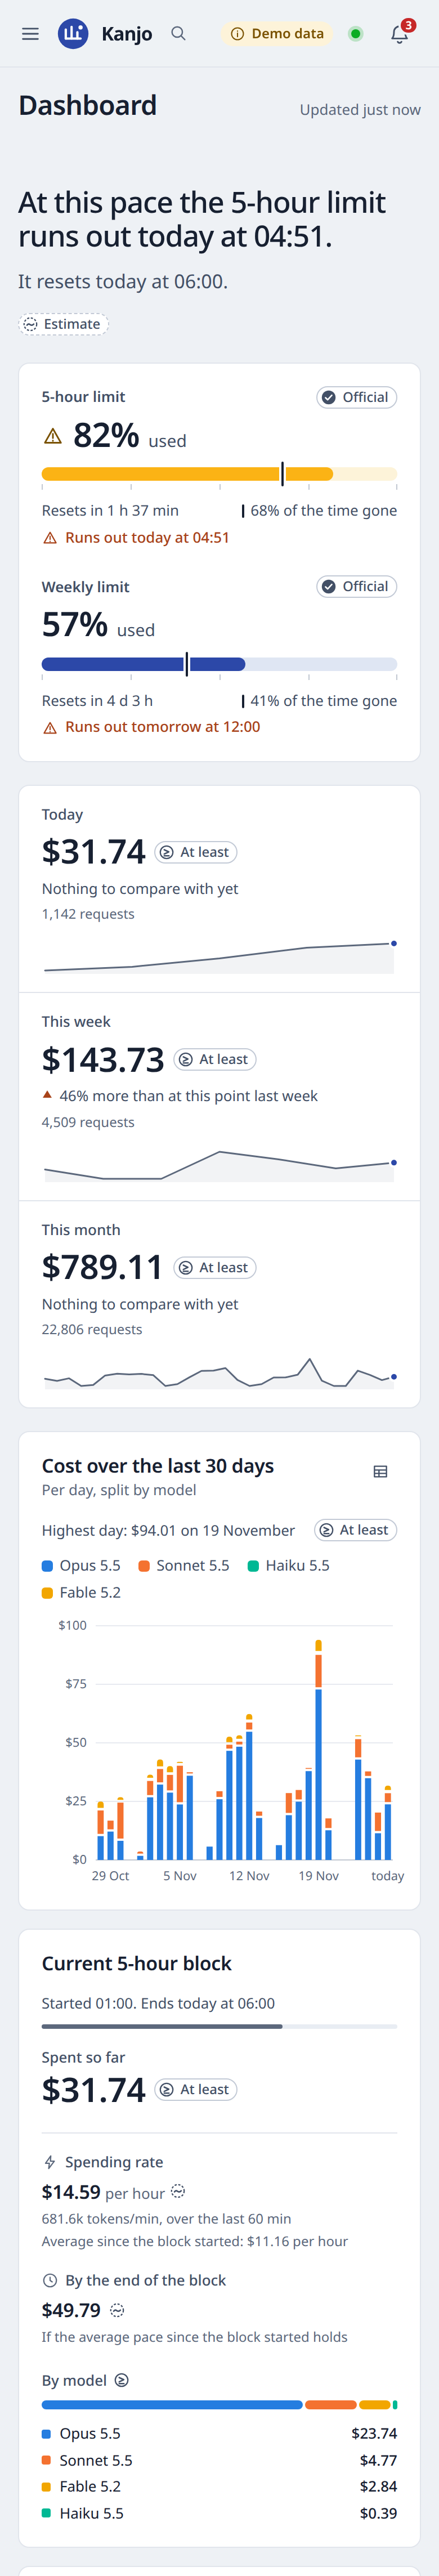 Kanjo
Demo data
3
Dashboard
Updated just now
At this pace the 5-hour limit
runs out today at 04:51.
It resets today at 06:00.
Estimate
5-hour limit
Official
82% used
Resets in 1 h 37 min
68% of the time gone
Runs out today at 04:51
Weekly limit
Official
57% used
Resets in 4 d 3 h
41% of the time gone
Runs out tomorrow at 12:00
Today
$31.74
At least
Nothing to compare with yet
1,142 requests
This week
$143.73
At least
46% more than at this point last week
4,509 requests
This month
$789.11
At least
Nothing to compare with yet
22,806 requests
Cost over the last 30 days
Per day, split by model
Highest day: $94.01 on 19 November
At least
Opus 5.5
Sonnet 5.5
Haiku 5.5
Fable 5.2
$100
$75
$50
$25
$0
29 Oct
5 Nov
12 Nov
19 Nov
today
Current 5-hour block
Started 01:00. Ends today at 06:00
Spent so far
$31.74
At least
Spending rate
$14.59 per hour
681.6k tokens/min, over the last 60 min
Average since the block started: $11.16 per hour
By the end of the block
$49.79
If the average pace since the block started holds
By model
Opus 5.5
$23.74
Sonnet 5.5
$4.77
Fable 5.2
$2.84
Haiku 5.5
$0.39